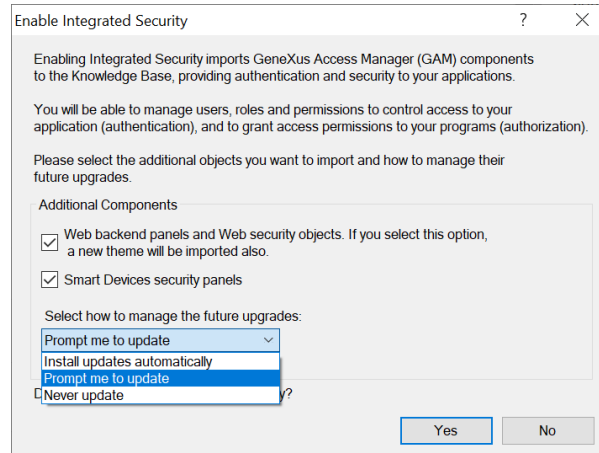 Enable Integrated Security
?
Enabling Integrated Security imports GeneXus Access Manager (GAM) components
to the Knowledge Base, providing authentication and security to your applications.
You will be able to manage users, roles and permissions to control access to your
application (authentication), and to grant access permissions to your programs (authorization).
Please select the additional objects you want to import and how to manage their
future upgrades.
Additional Components
Web backend panels and Web security objects. If you select this option,
a new theme will be imported also.
Smart Devices security panels
Select how to manage the future upgrades:
Prompt me to update
Install updates automatically
Prompt me to update
Never update
y?
Yes No